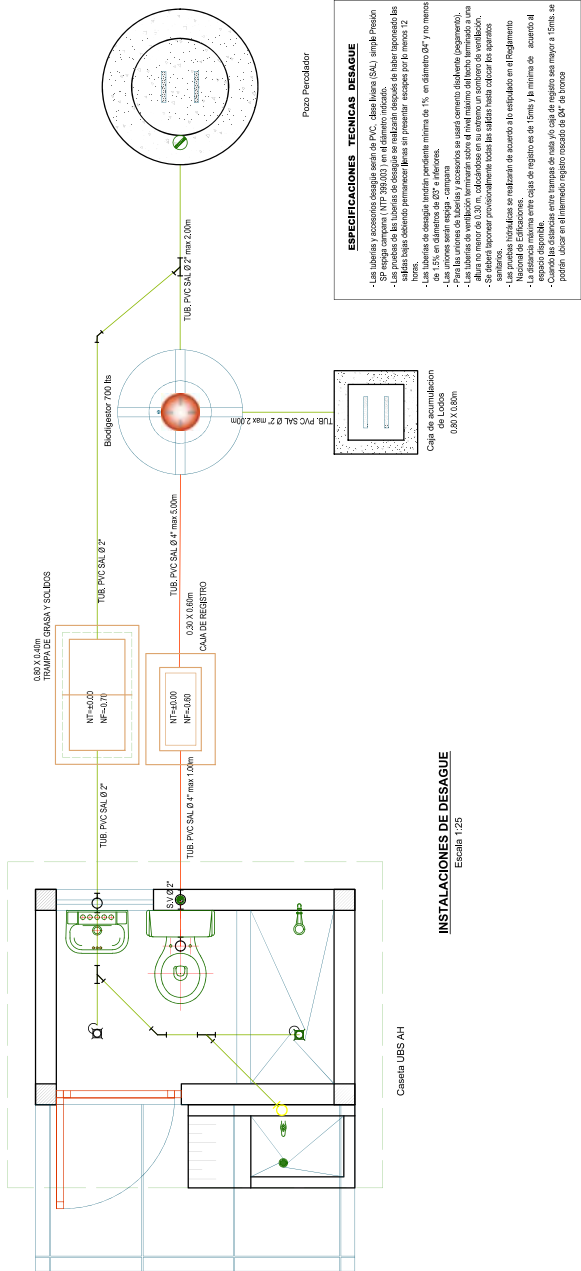 Pozo Percolador
TUB. PVC SAL Ø 2" max 2.00m
Biodigestor 700 lts
TUB. PVC SAL Ø 2" max 2.00m
Caja de acumulacion
de Lodos
0.80 X 0.80m
TUB. PVC SAL Ø 2"
TUB. PVC SAL Ø 4" max 5.00m
0.80 X 0.40m
TRAMPA DE GRASA Y SOLIDOS
NT=±0.00
NF=-0.70
0.30 X 0.60m
CAJA DE REGISTRO
NT=±0.00
NF=-0.60
TUB. PVC SAL Ø 2"
TUB. PVC SAL Ø 4" max 1.00m
S.V Ø 2"
Caseta UBS AH
INSTALACIONES DE DESAGUE
Escala 1:25
ESPECIFICACIONES TECNICAS DESAGUE
- Las tuberias y accesorios desagüe serán de PVC, clase liviana (SAL) simple Presión
SP espiga campana ( NTP 399.003 ) en el diámetro indicado.
- Las pruebas de las tuberias de desagüe se realizaran después de haber taponeado las
salidas bajas debiendo permanecer llenas sin presentar escapes por lo menos 12
horas.
- Las tuberias de desagüe tendrán pendiente mínima de 1% en diámetro Ø4" y no menos
de 1.5% en diámetros de Ø3" e inferiores.
- Las uniones serán espiga - campana
- Para las uniones de tuberias y accesorios se usará cemento disolvente (pegamento).
- Las tuberias de ventilación terminarán sobre el nivel máximo del techo terminado a una
altura no menor de 0.30 m, colocándose en su extremo un sombrero de ventilación.
- Se deberá taponear provisionalmente todas las salidas hasta colocar los aparatos
sanitarios.
- Las pruebas hidráulicas se realizarán de acuerdo a lo estipulado en el Reglamento
Nacional de Edificaciones.
- La distancia máxima entre cajas de registro es de 15mts y la mínima de acuerdo al
espacio disponible.
- Cuando las distancias entre trampas de nata y/o caja de registro sea mayor a 15mts. se
podrán ubicar en el intermedio registro roscado de Ø4" de bronce